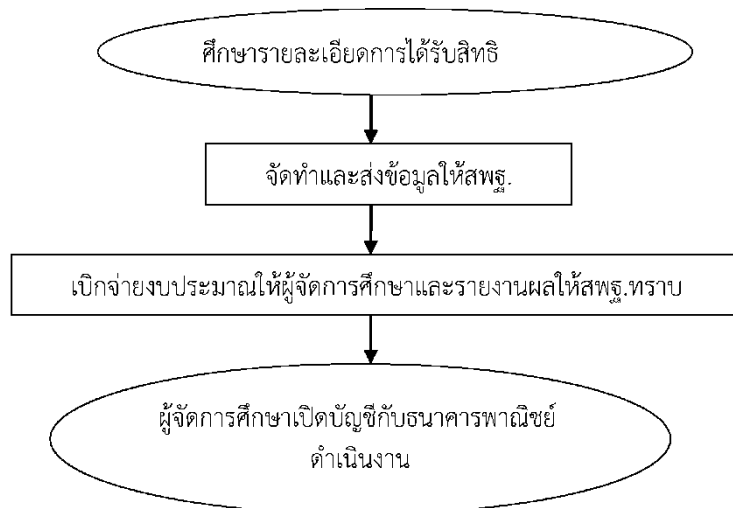 ศึกษารายละเอียดการได้รับสิทธิ
จัดทำและส่งข้อมูลให้สพฐ.
เบิกจ่ายงบประมาณให้ผู้จัดการศึกษาและรายงานผลให้สพฐ.ทราบ
ผู้จัดการศึกษาเปิดบัญชีกับธนาคารพาณิชย์
ดำเนินงาน